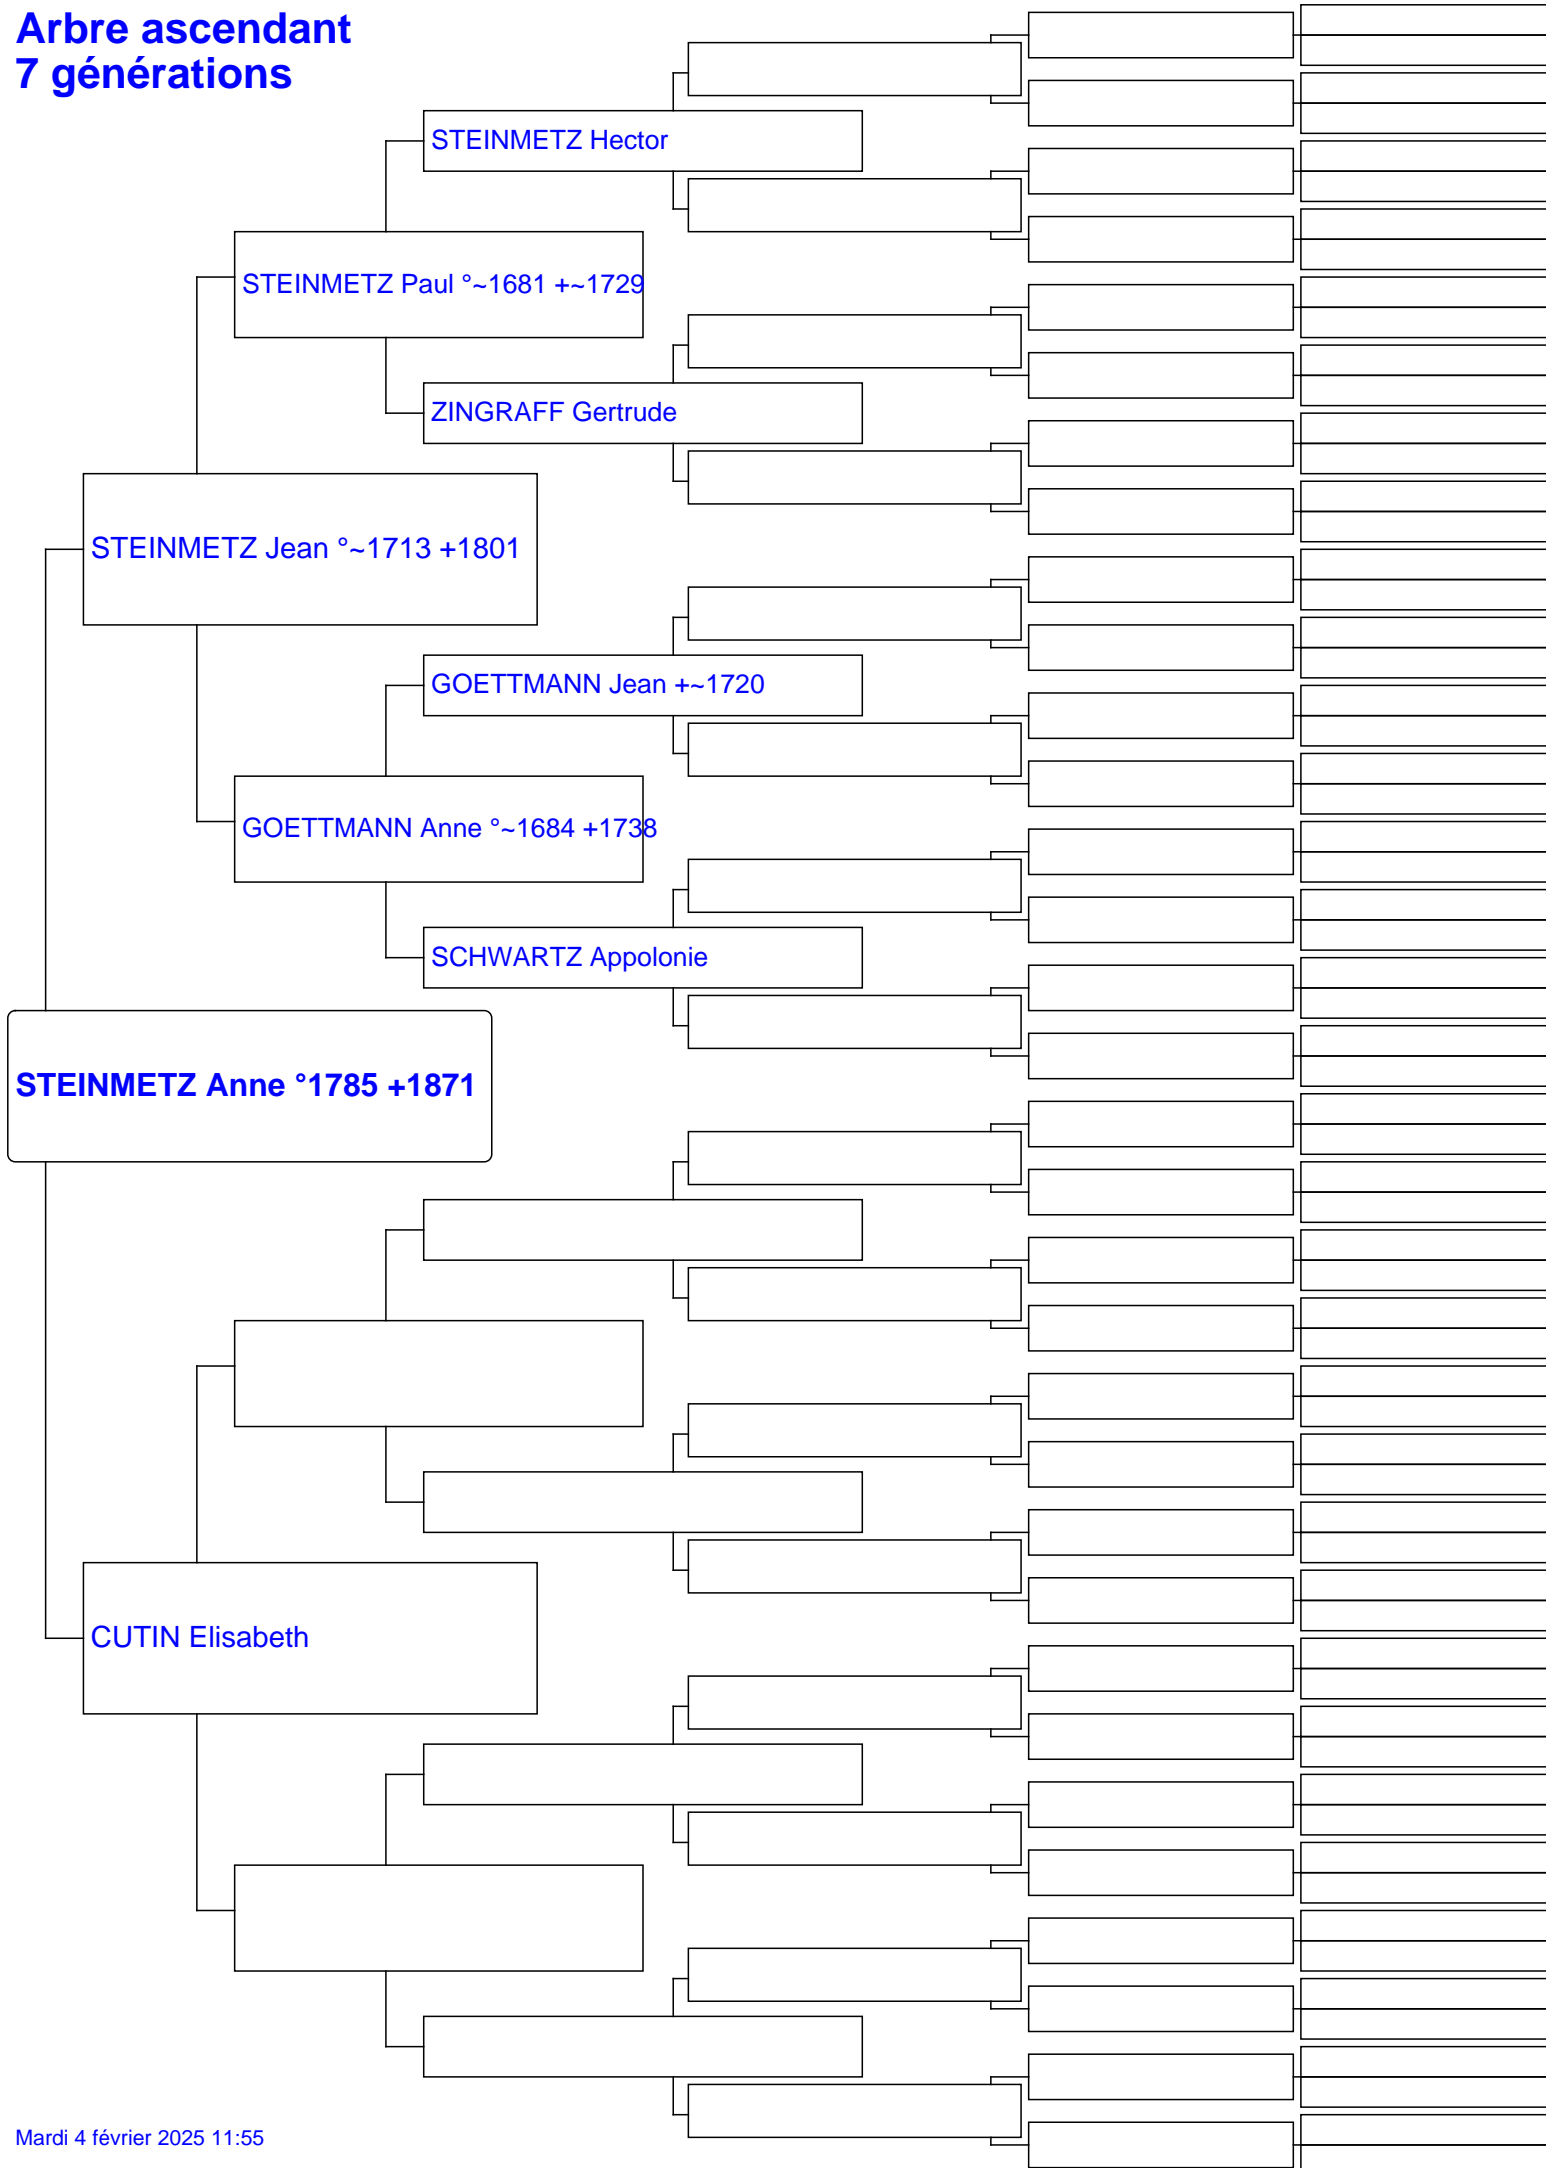 Arbre ascendant
7 générations
STEINMETZ Hector
STEINMETZ Paul °~1681 +~1729
ZINGRAFF Gertrude
STEINMETZ Jean °~1713 +1801
GOETTMANN Jean +~1720
GOETTMANN Anne °~1684 +1738
SCHWARTZ Appolonie
STEINMETZ Anne °1785 +1871
CUTIN Elisabeth
Mardi 4 février 2025 11:55